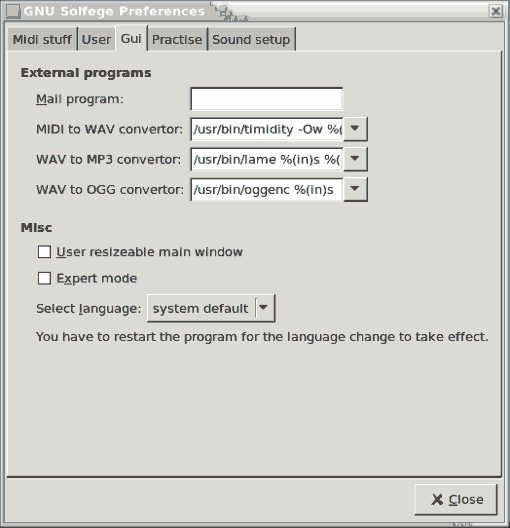 GNU Solfege Preferences
Midi stuff User Gui Practise Sound setup
External programs
Mail program:
MIDI to WAV convertor: /usr/bin/timidity -Ow %(
WAV to MP3 convertor: /usr/bin/lame %(in)s %(
WAV to OGG convertor: /usr/bin/oggenc %(in)s
Misc
User resizeable main window
Expert mode
Select language: system default
You have to restart the program for the language change to take effect.
Close